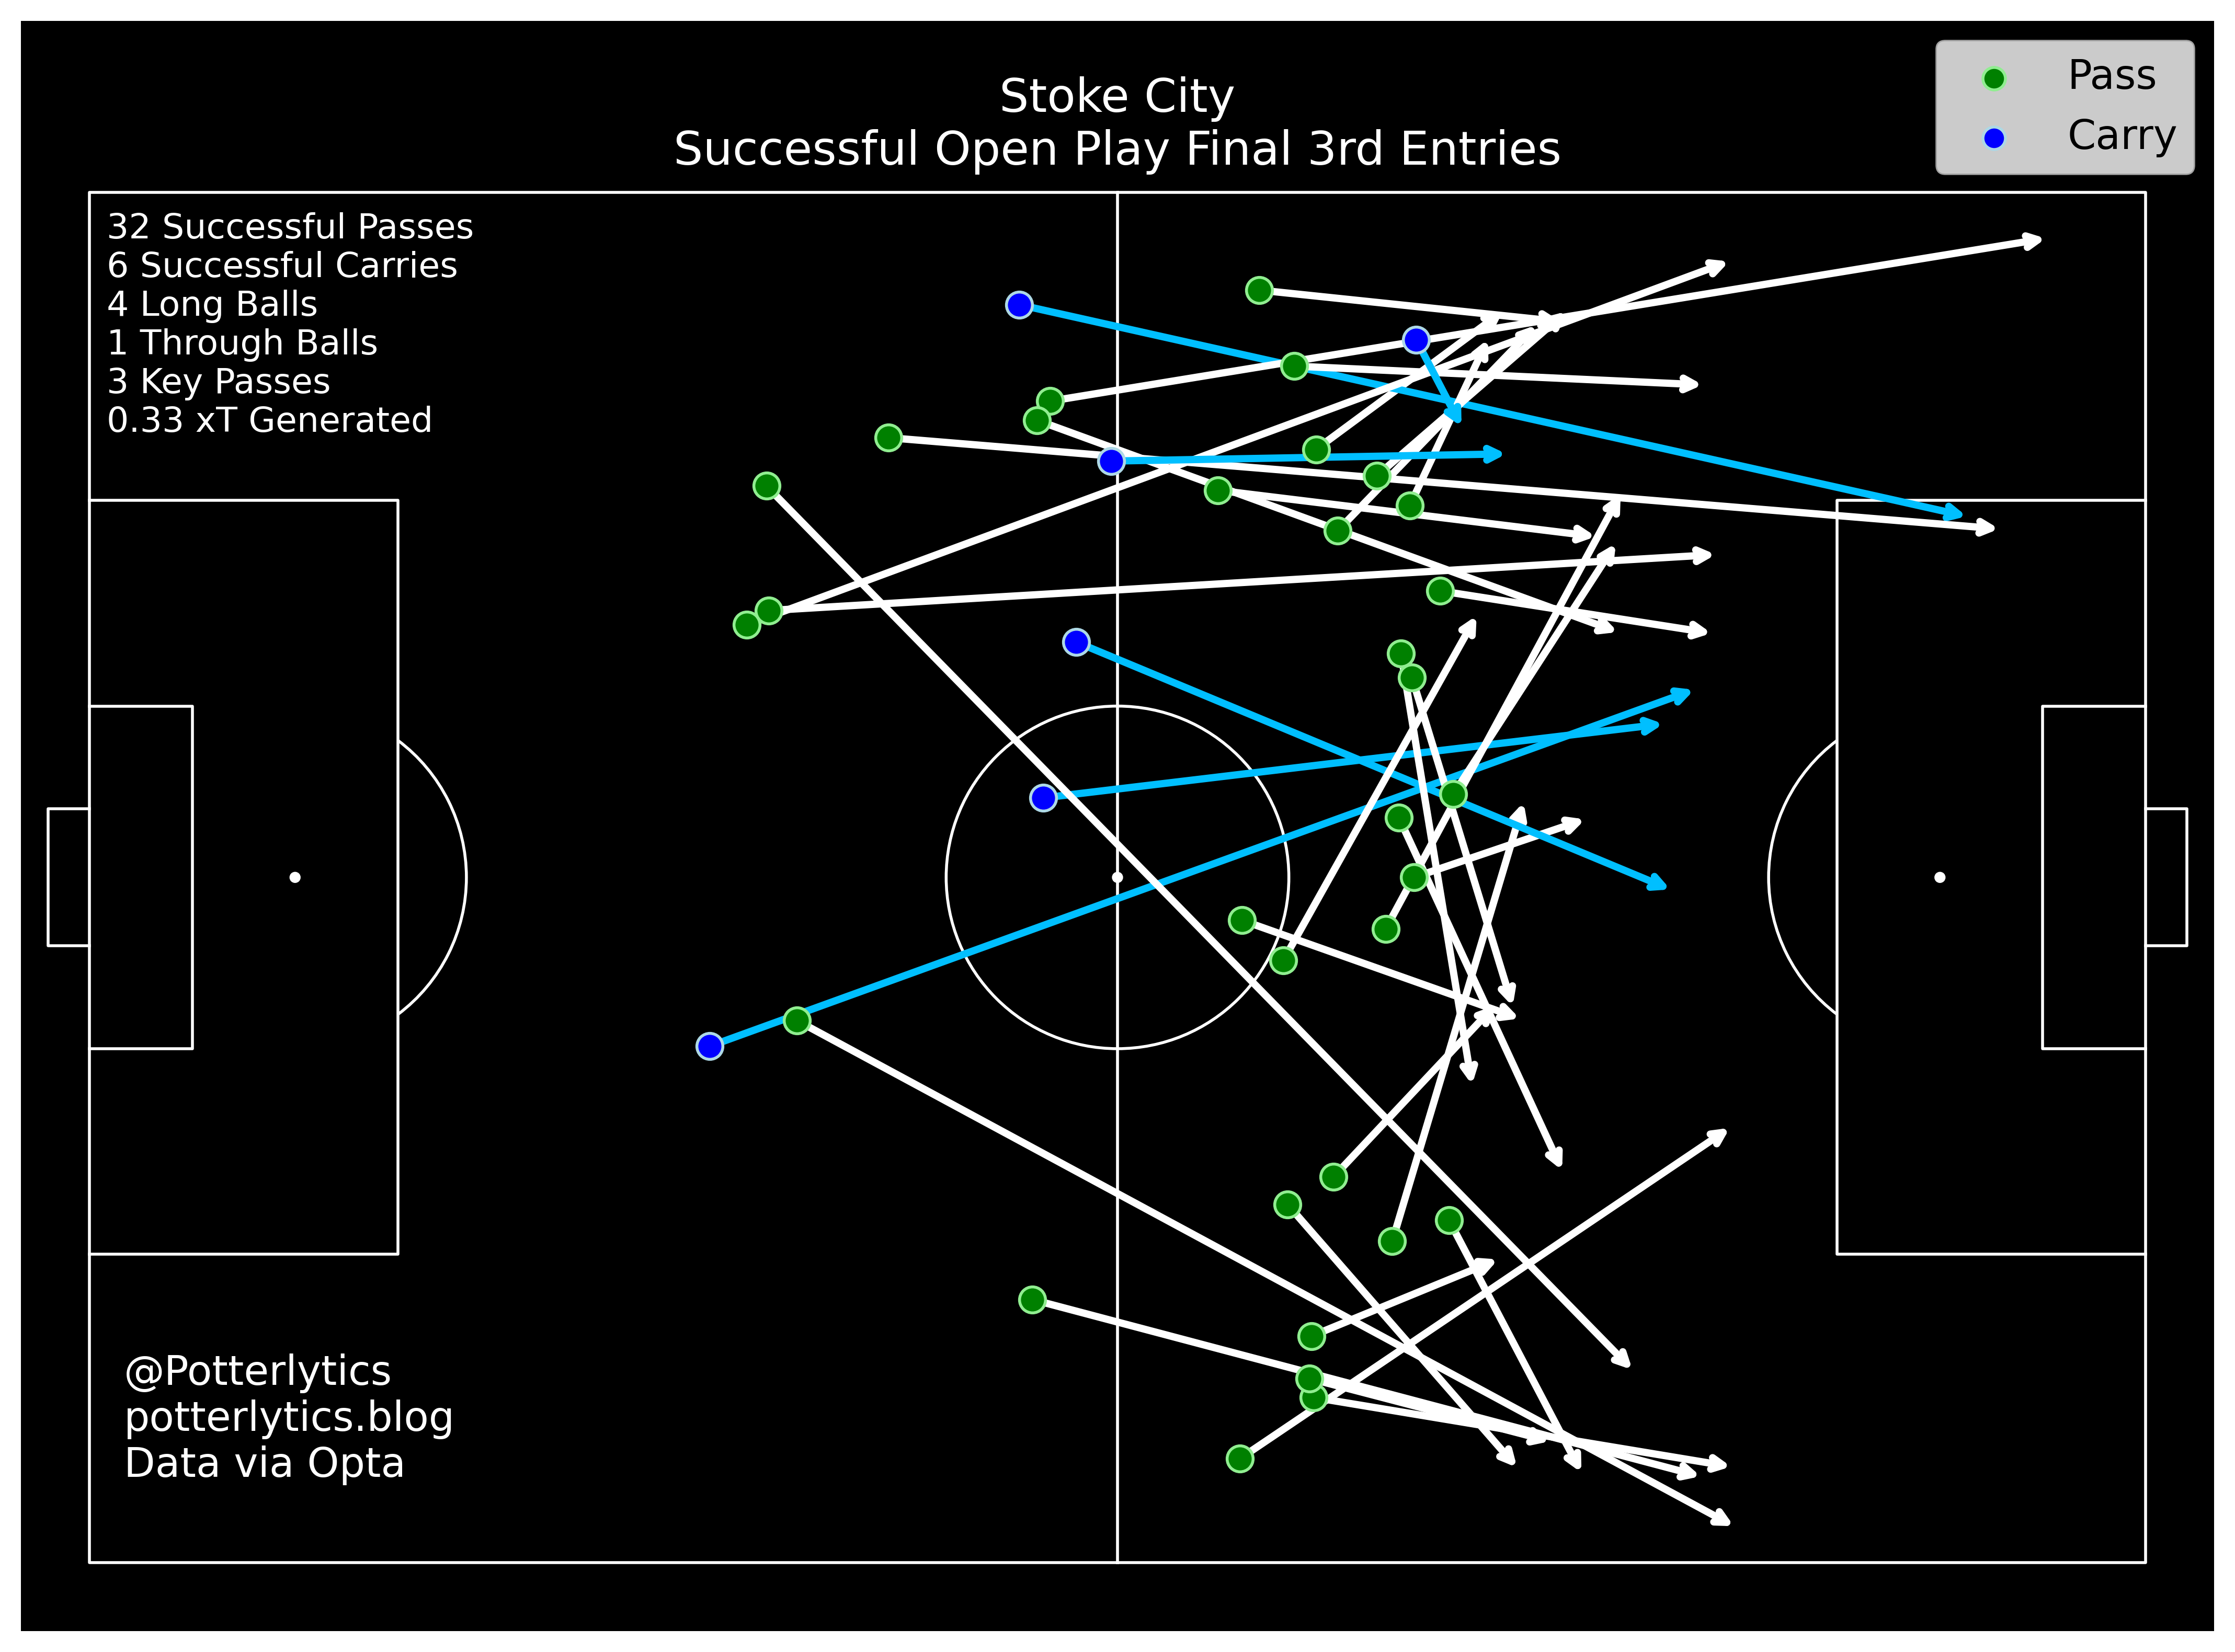 Stoke City
Successful Open Play Final 3rd Entries
Pass
Carry
32 Successful Passes
6 Successful Carries
4 Long Balls
1 Through Balls
3 Key Passes
0.33 xT Generated
@Potterlytics
potterlytics.blog
Data via Opta